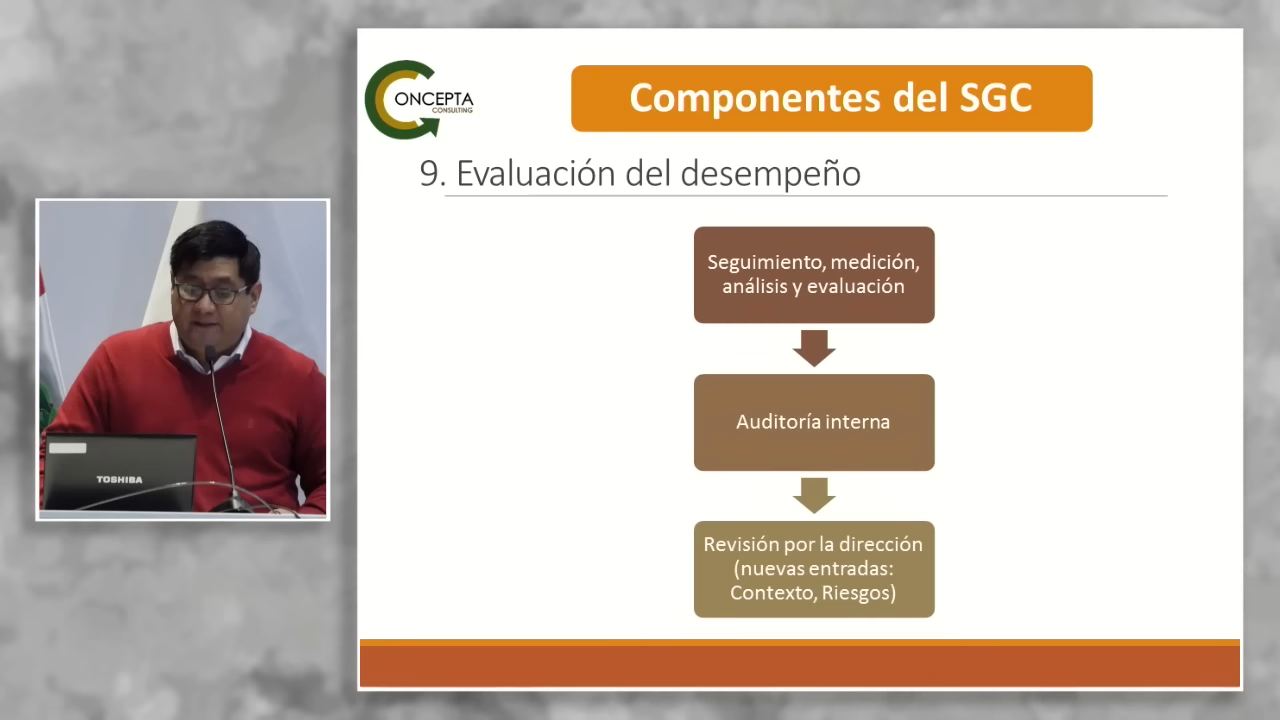 ONCEPTA
CONSULTING
Componentes del SGC
9. Evaluación del desempeño
Seguimiento, medición,
análisis y evaluación
Auditoría interna
Revisión por la dirección
(nuevas entradas:
Contexto, Riesgos)
TOSHIBA